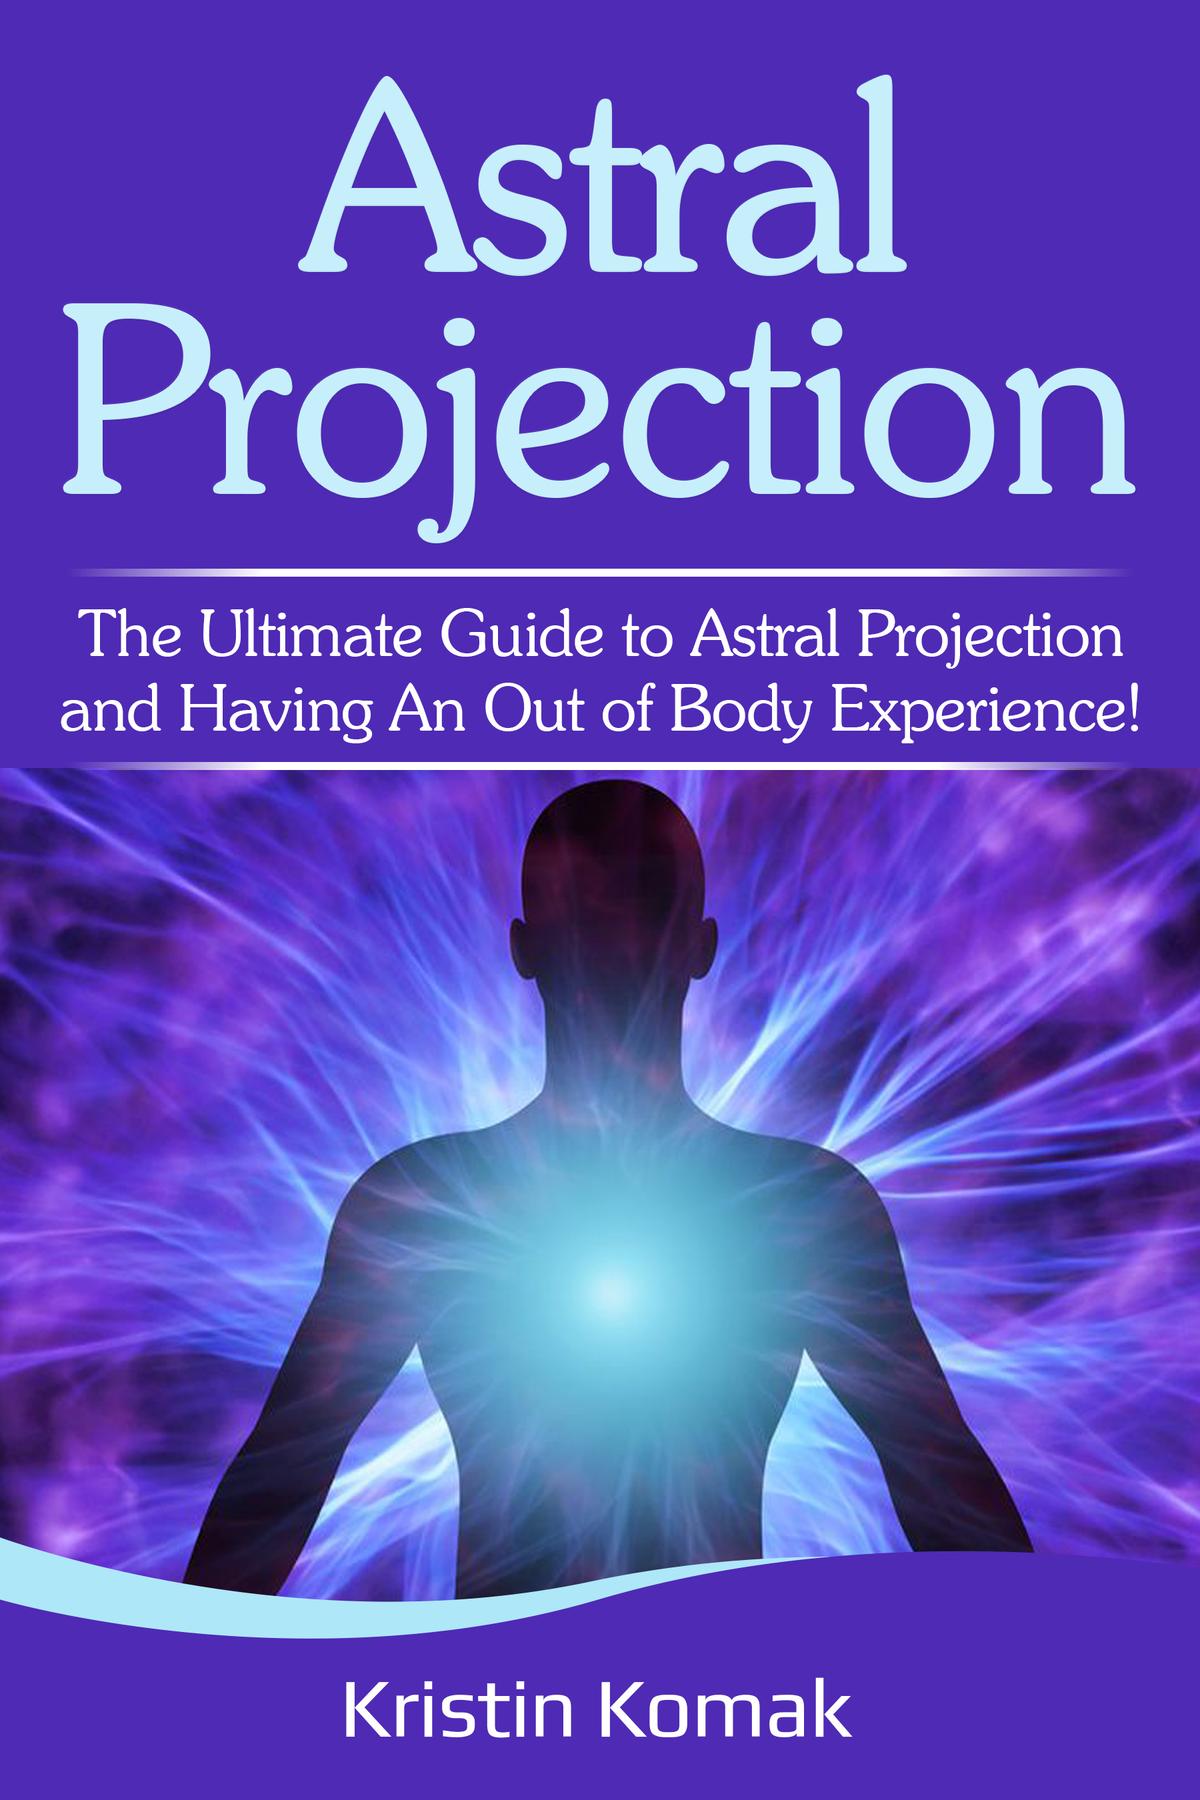 Astral
Projection
The Ultimate Guide to Astral Projection
and Having An Out of Body Experience!
Kristin Komak